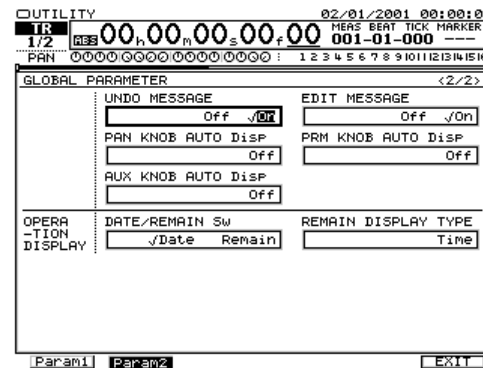 UTILITY 02/01/2001 00:00:0
TR 1/2 ABS 00h00m00s00f00 MEAS BEAT TICK MARKER 001-01-000 ---
PAN 1 2 3 4 5 6 7 8 9 10 11 12 13 14 15 16
GLOBAL PARAMETER <2/2>
UNDO MESSAGE EDIT MESSAGE
Off √On Off √On
PAN KNOB AUTO Disp PRM KNOB AUTO Disp
Off Off
AUX KNOB AUTO Disp
Off
OPERA-TION DISPLAY DATE/REMAIN SW REMAIN DISPLAY TYPE
√Date Remain Time
Param1 Param2 EXIT